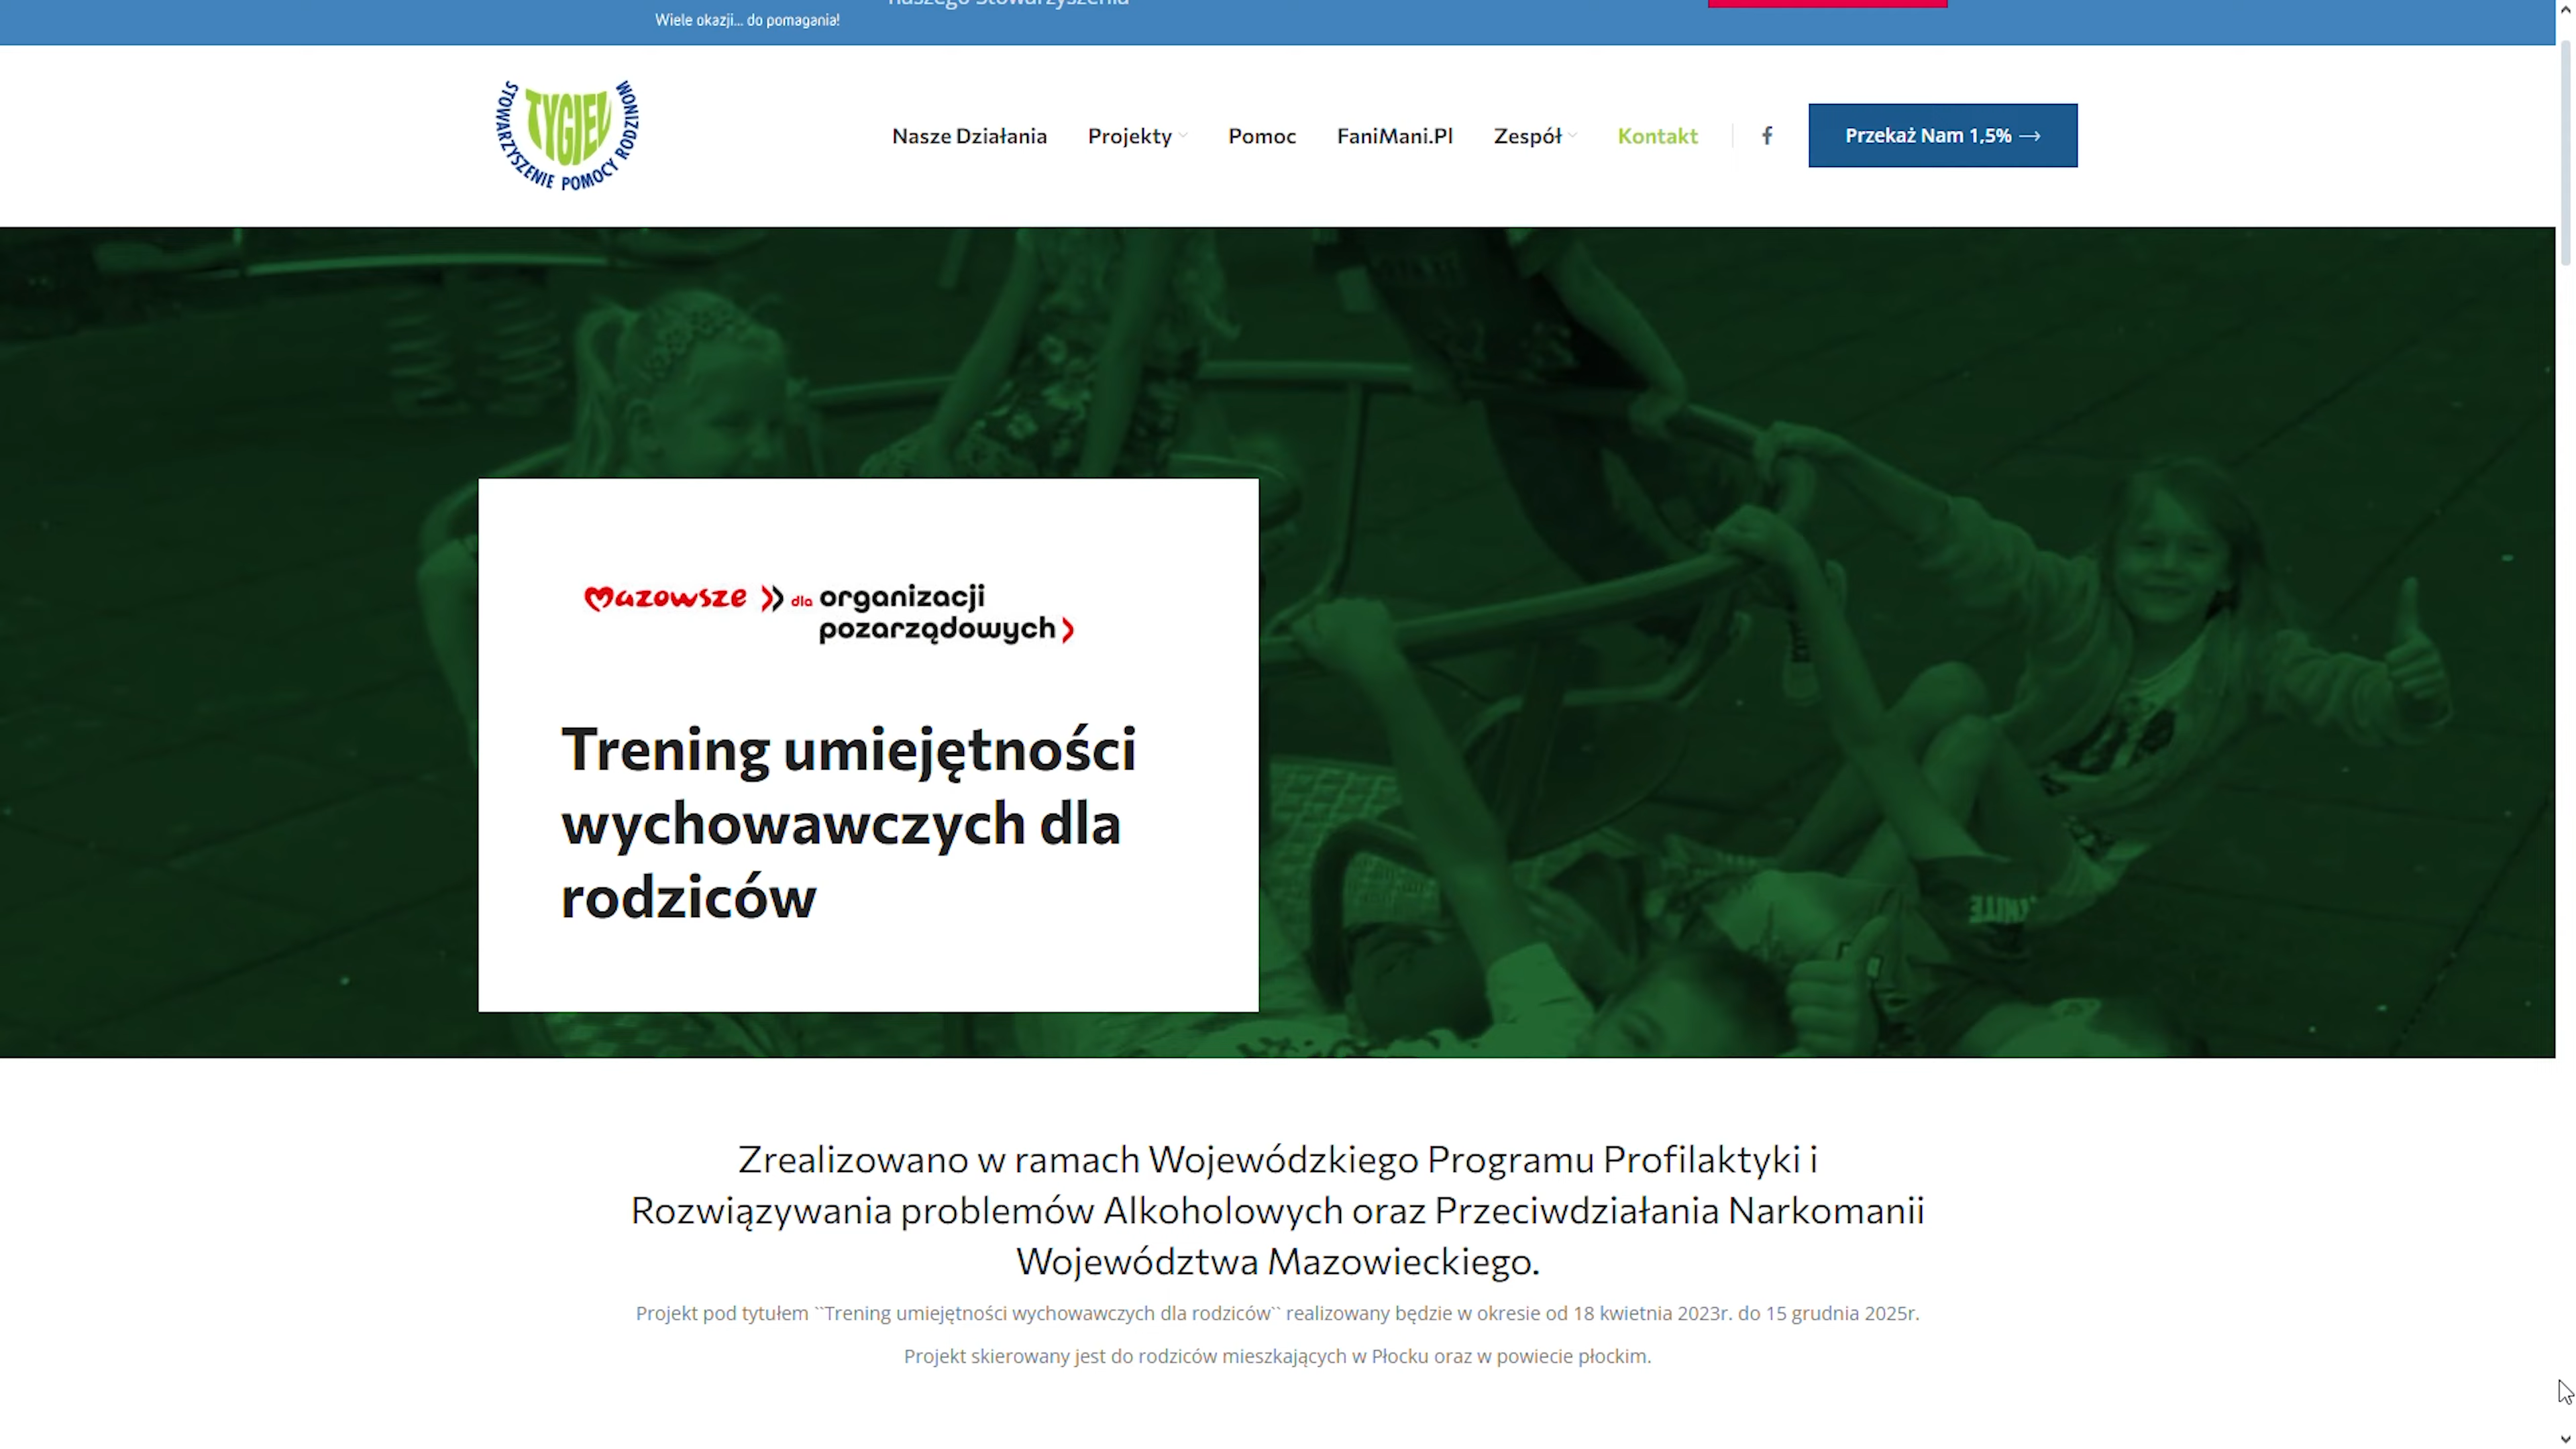 naszego Stowarzyszenia
Wiele okazji... do pomagania!
TYGIEL
STOWARZYSZENIE POMOCY RODZINOM
Nasze Działania Projekty Pomoc FaniMani.Pl Zespół Kontakt f Przekaż Nam 1,5% →
mazowsze dla organizacji
pozarządowych
Trening umiejętności
wychowawczych dla
rodziców
Zrealizowano w ramach Wojewódzkiego Programu Profilaktyki i
Rozwiązywania problemów Alkoholowych oraz Przeciwdziałania Narkomanii
Województwa Mazowieckiego.
Projekt pod tytułem ``Trening umiejętności wychowawczych dla rodziców`` realizowany będzie w okresie od 18 kwietnia 2023r. do 15 grudnia 2025r.
Projekt skierowany jest do rodziców mieszkających w Płocku oraz w powiecie płockim.